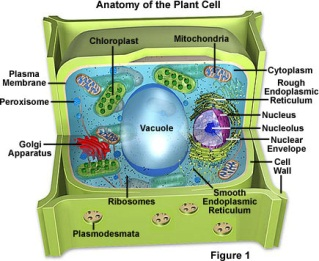 Anatomy of the Plant Cell
Chloroplast
Mitochondria
Plasma
Membrane
Cytoplasm
Rough
Endoplasmic
Reticulum
Peroxisome
Nucleus
Vacuole
Nucleolus
Golgi
Apparatus
Nuclear
Envelope
Cell
Wall
Ribosomes
Smooth
Endoplasmic
Reticulum
Plasmodesmata
Figure 1